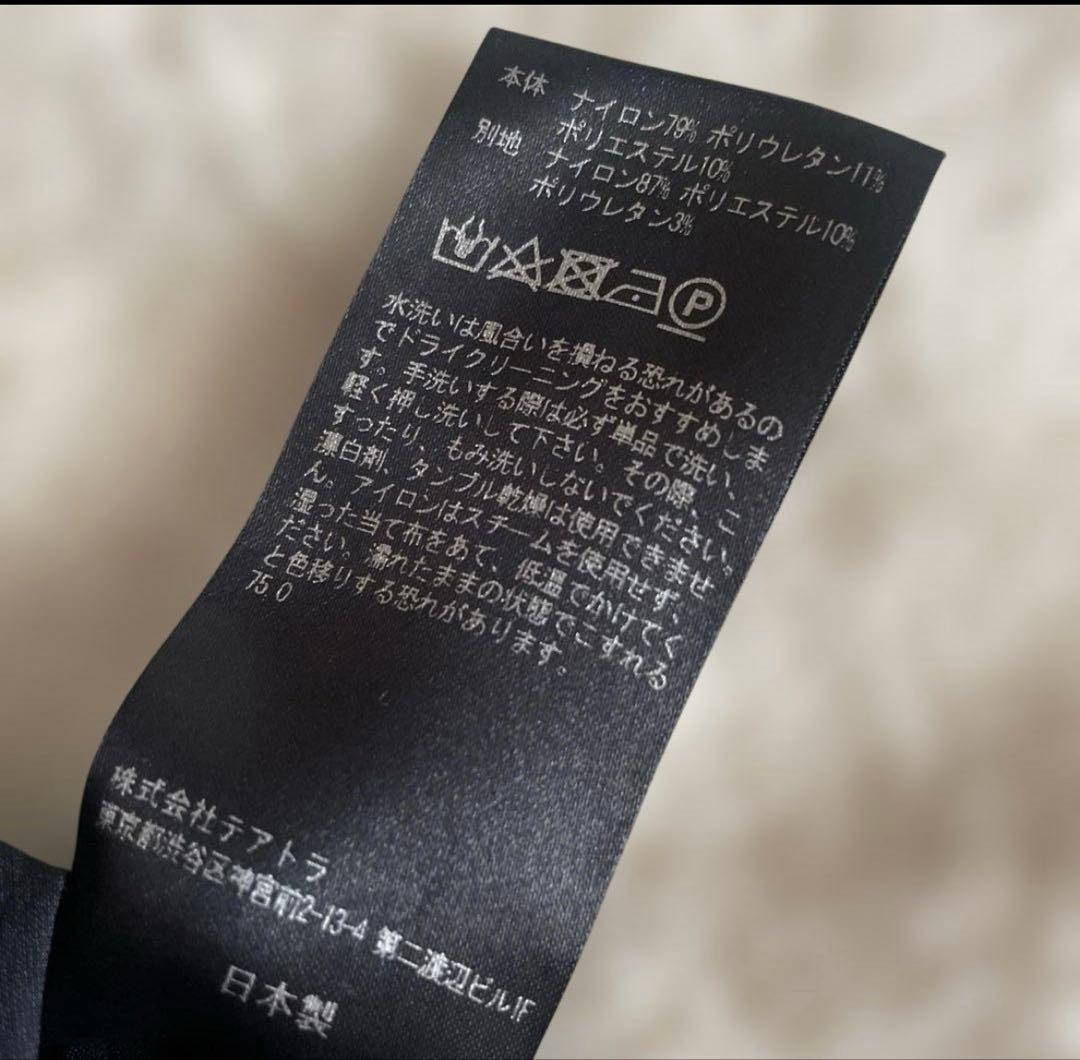 本体 ナイロン79% ポリウレタン11%
ポリエステル10%
別地 ナイロン87% ポリエステル10%
ポリウレタン3%
P
水洗いは風合いを損ねる恐れがあるの
でドライクリーニングをおすすめしま
す。手洗いする際は必ず単品で洗い、
軽く押し洗いして下さい。その際、こ
すったり、もみ洗いしないでください。
漂白剤、タンブル乾燥は使用できませ
ん。アイロンはスチームを使用せず、
湿った当て布をあて、低温でかけてく
ださい。濡れたままの状態でこすれる
と色移りする恐れがあります。
75.0
株式会社テアトラ
東京都渋谷区神宮前2-13-4 第二渡辺ビル1F
日本製